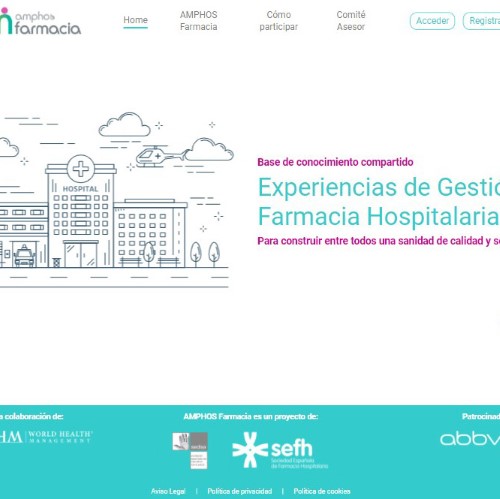 amphos
farmacia
Home
AMPHOS
Farmacia
Cómo
participar
Comité
Asesor
Acceder
Registra
HOSPITAL
Base de conocimiento compartido
Experiencias de Gestió
Farmacia Hospitalaria
Para construir entre todos una sanidad de calidad y s
a colaboración de:
HM WORLD HEALTH
MANAGEMENT
AMPHOS Farmacia es un proyecto de:
sedisa
sefh
Sociedad Española
de Farmacia Hospitalaria
Patrocina
abbv
Aviso Legal | Política de privacidad | Política de cookies